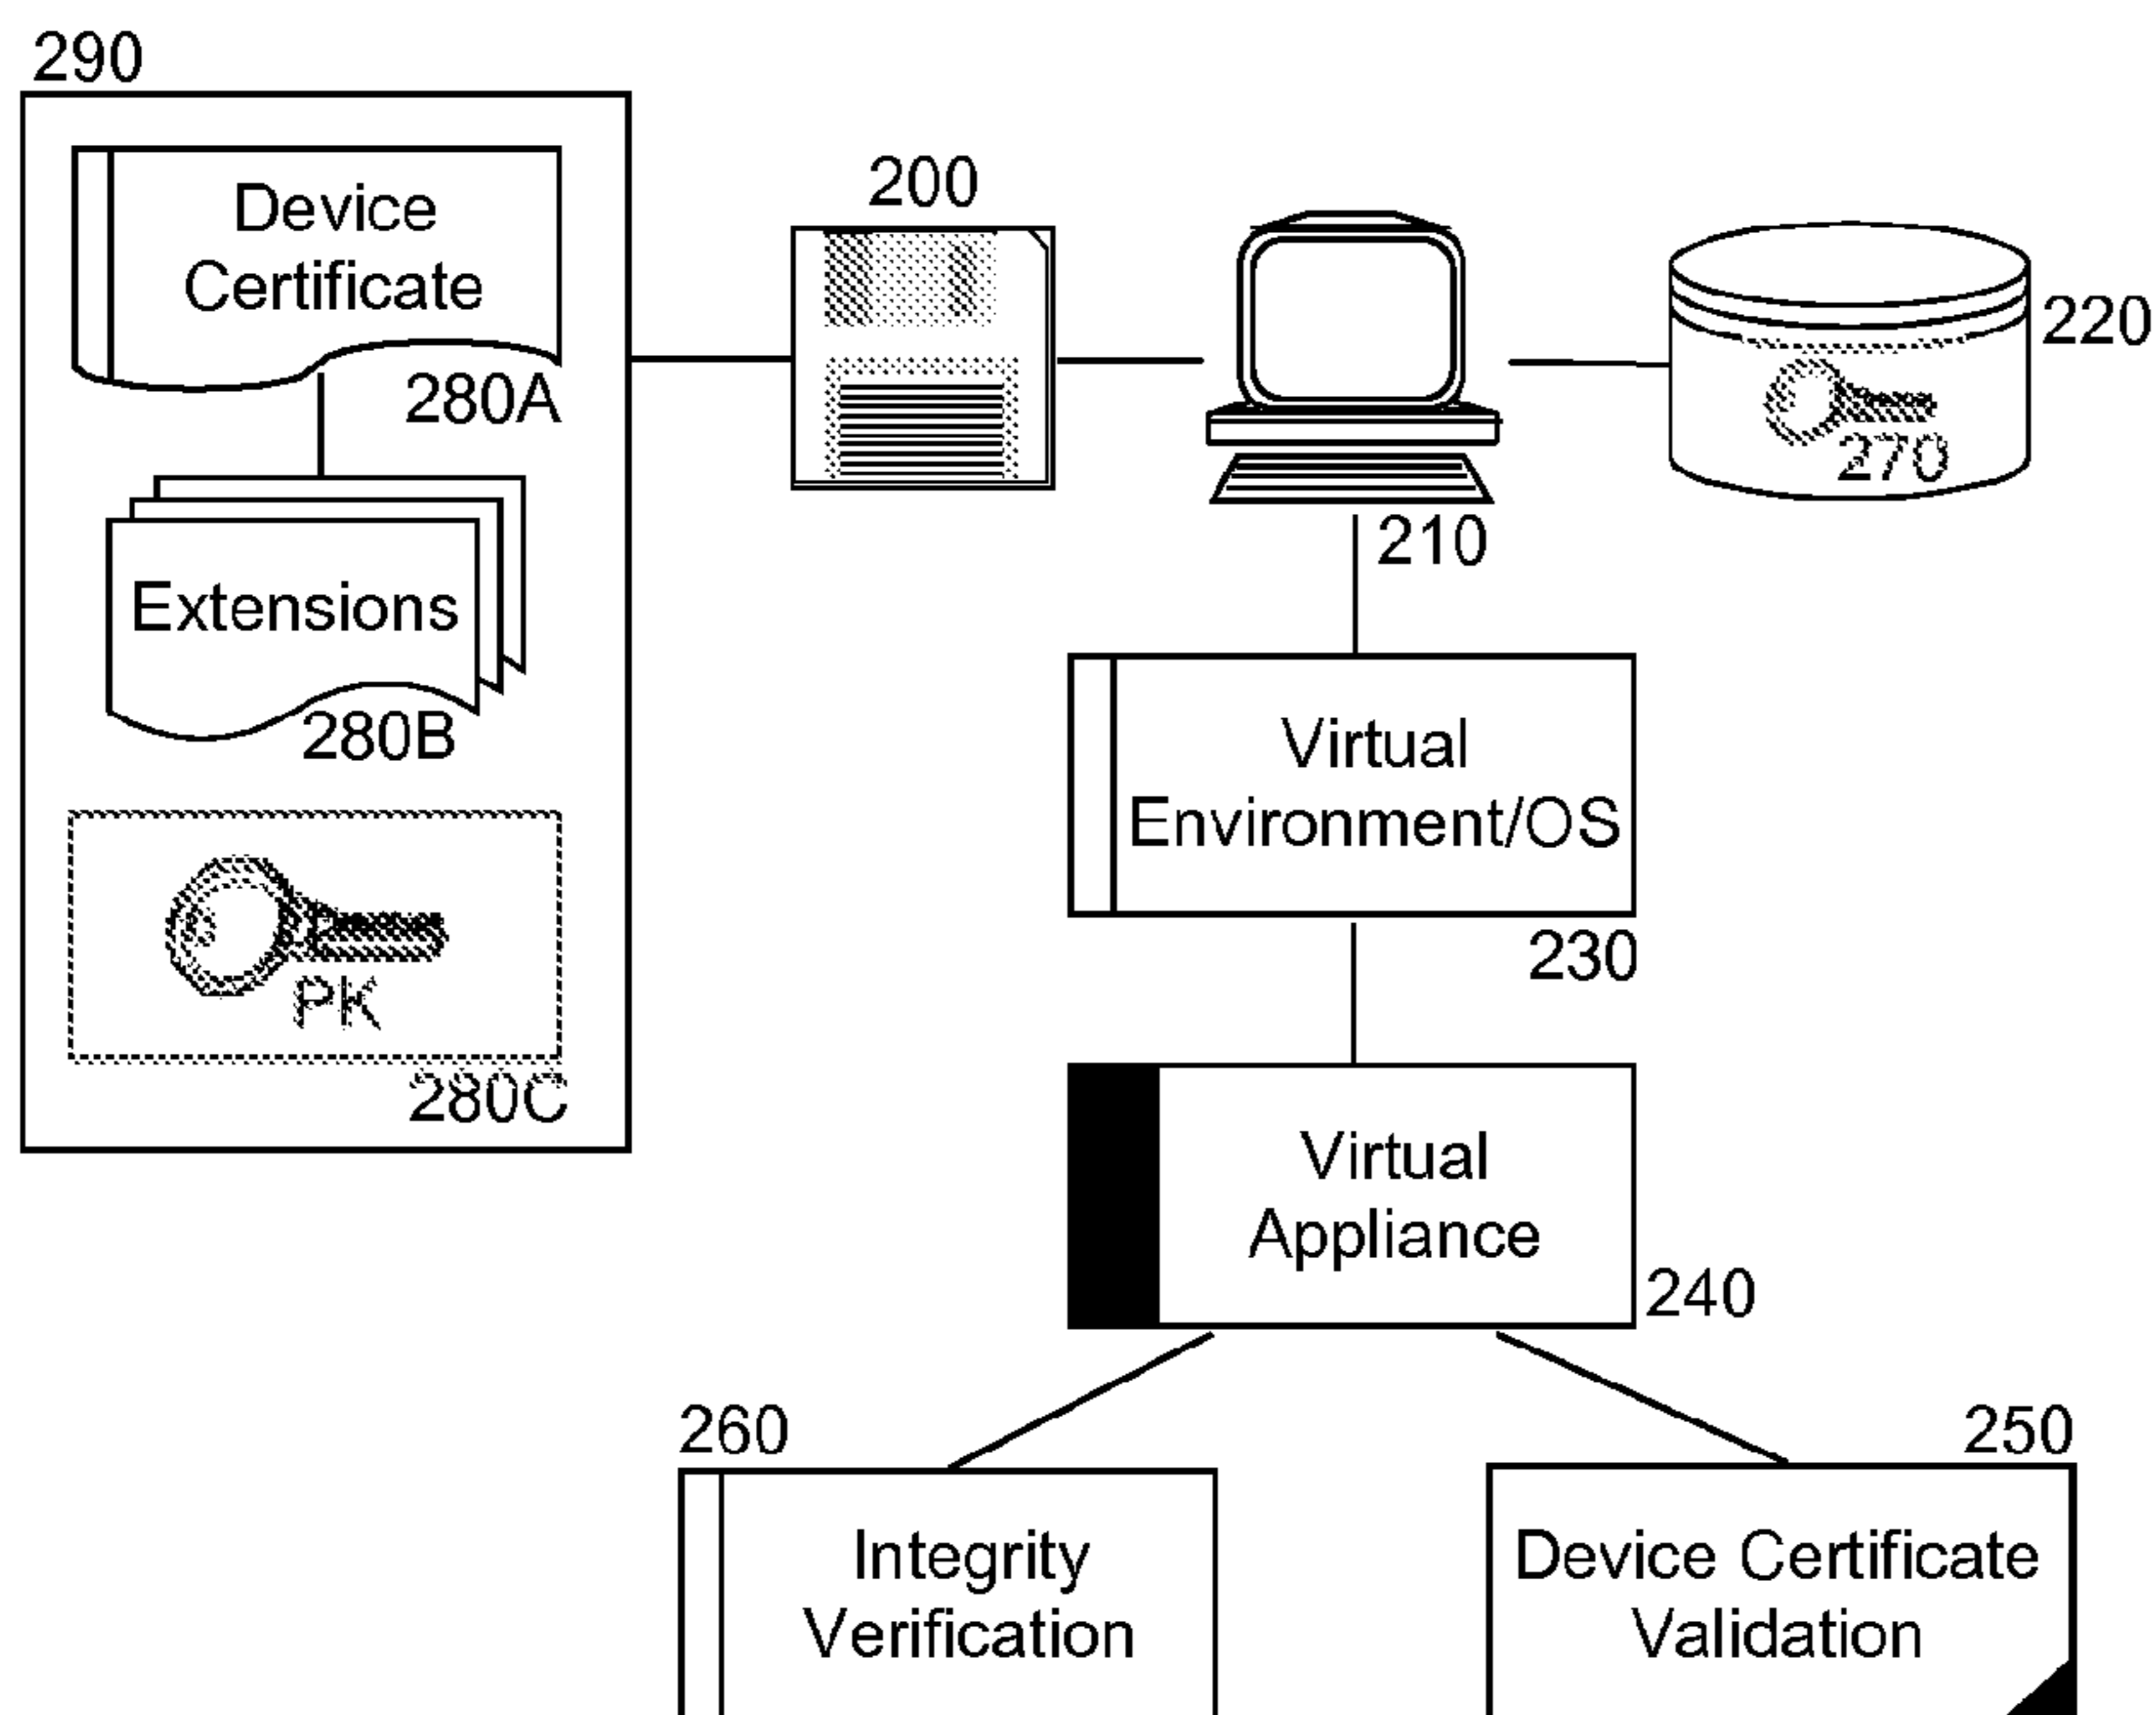 290
Device
Certificate
280A
Extensions
280B
PK
280C
200
210
220
270
Virtual
Environment/OS
230
Virtual
Appliance
240
260
Integrity
Verification
250
Device Certificate
Validation